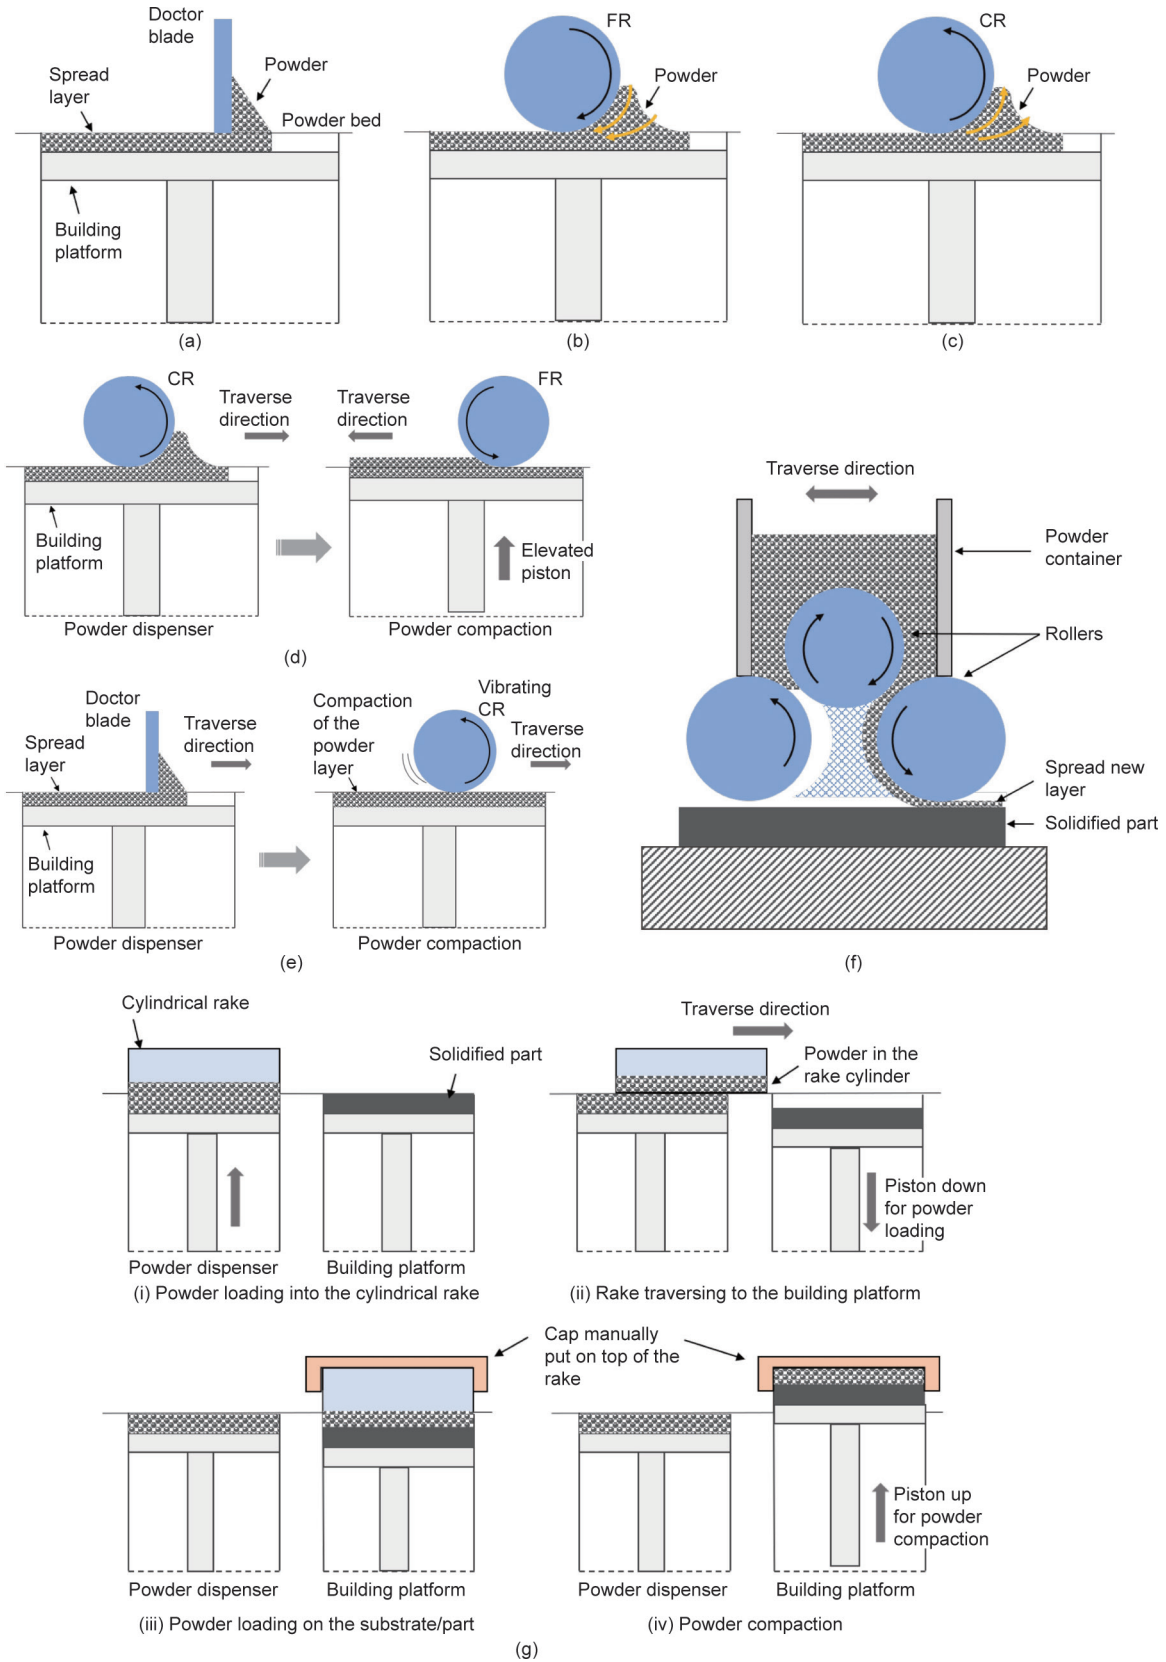 Doctor
blade
Spread
layer
Powder
Powder bed
Building
platform
(a)
FR
Powder
(b)
CR
Powder
(c)
CR
Traverse
direction
Building
platform
Powder dispenser
Traverse
direction
FR
Elevated
piston
Powder compaction
(d)
Doctor
blade
Spread
layer
Traverse
direction
Building
platform
Powder dispenser
Compaction
of the
powder
layer
Vibrating
CR
Traverse
direction
Powder compaction
(e)
Traverse direction
Powder
container
Rollers
Spread new
layer
Solidified part
(f)
Cylindrical rake
Solidified part
Powder dispenser
Building platform
(i) Powder loading into the cylindrical rake
Traverse direction
Powder in the
rake cylinder
Piston down
for powder
loading
(ii) Rake traversing to the building platform
Cap manually
put on top of the
rake
Powder dispenser
Building platform
(iii) Powder loading on the substrate/part
Piston up
for powder
compaction
Powder dispenser
Building platform
(iv) Powder compaction
(g)